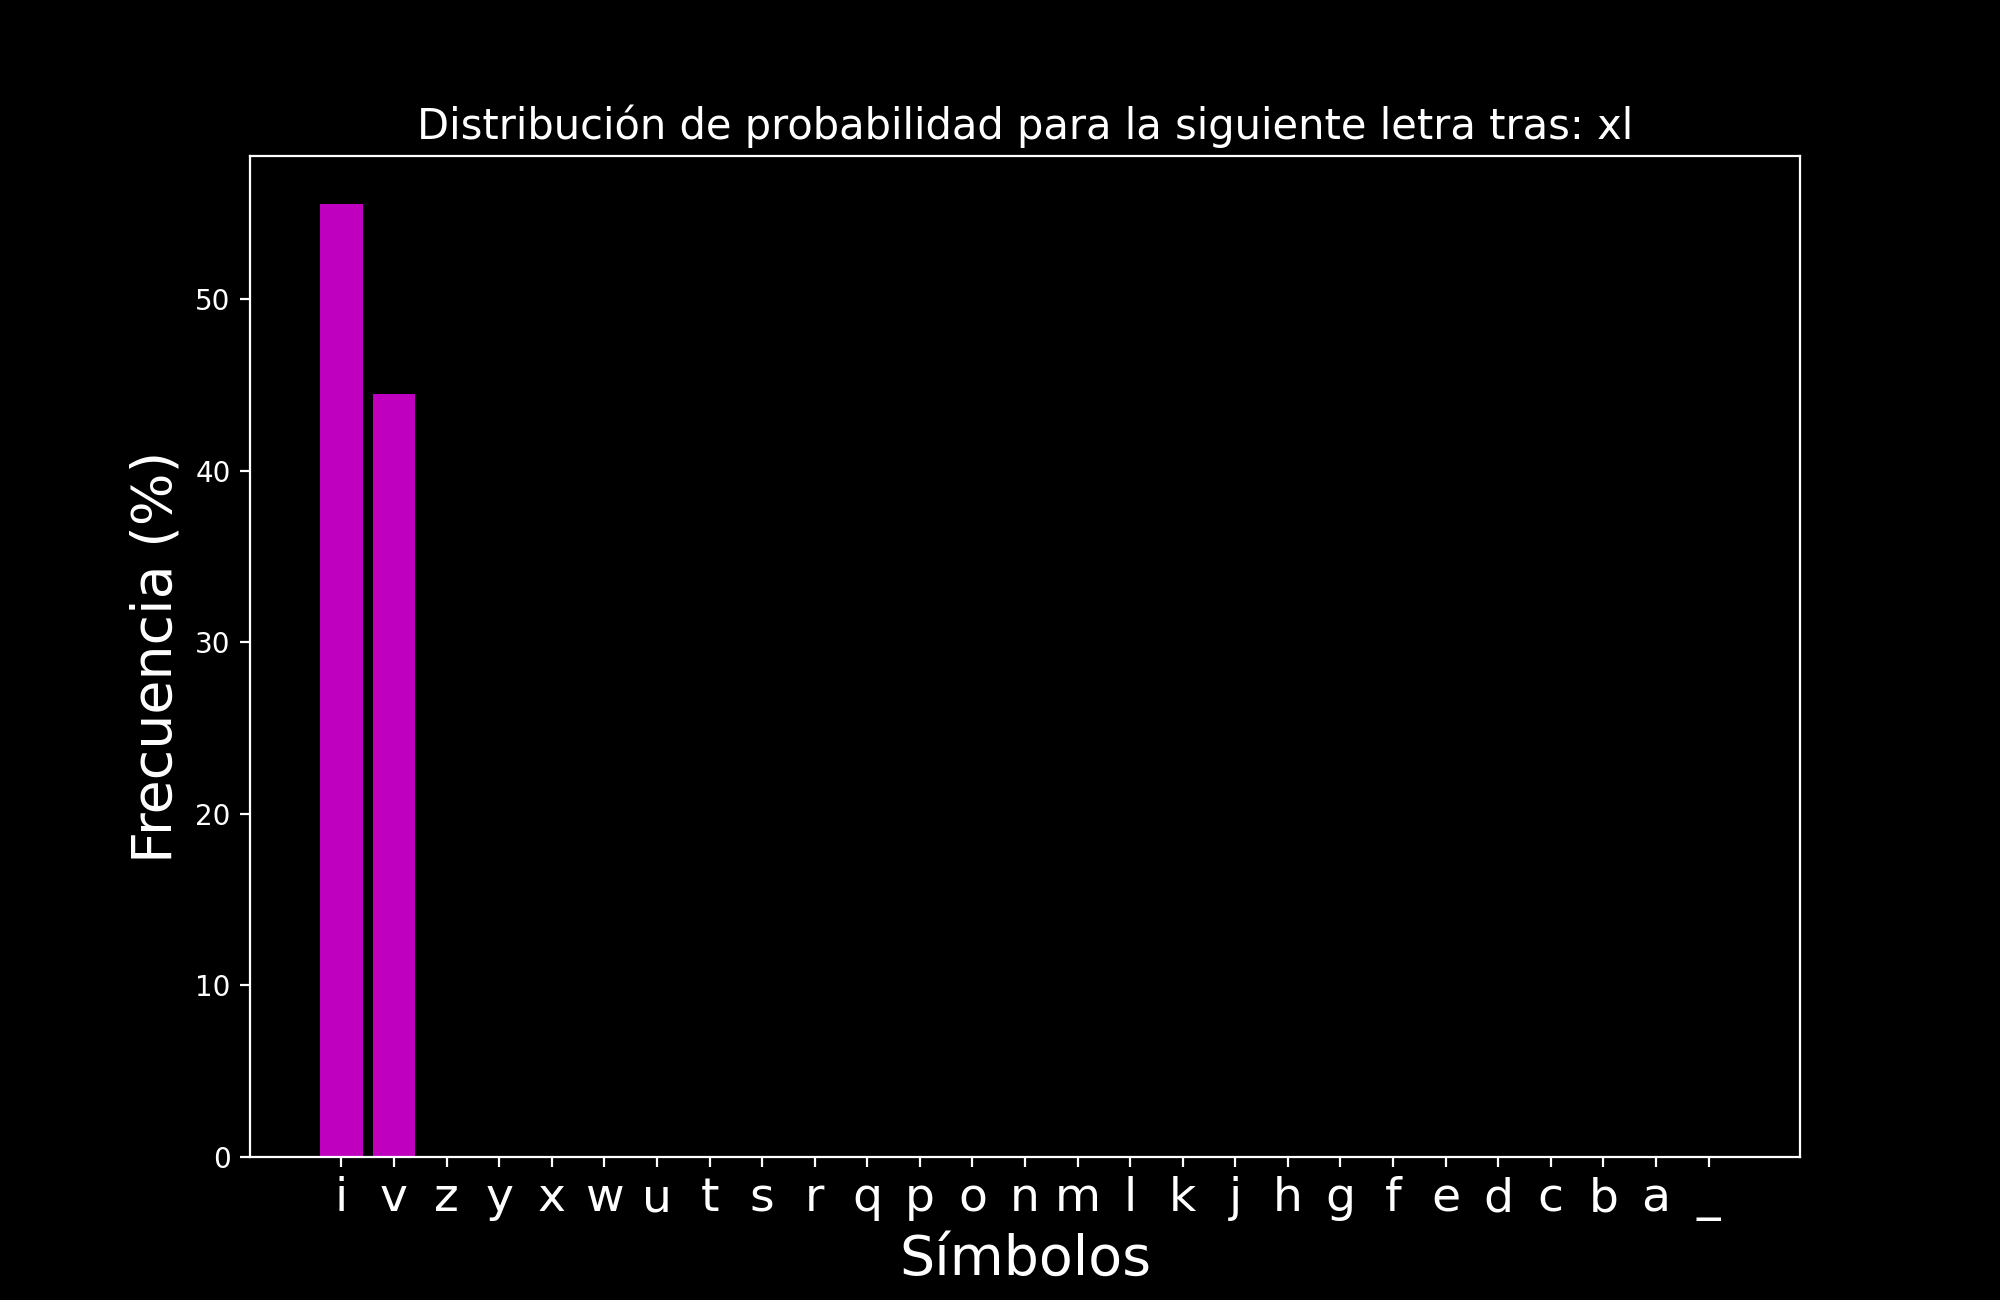 Distribución de probabilidad para la siguiente letra tras: xl
Frecuencia (%)
50
40
30
20
10
0
i v z y x w u t s r q p o n m l k j h g f e d c b a _
Símbolos